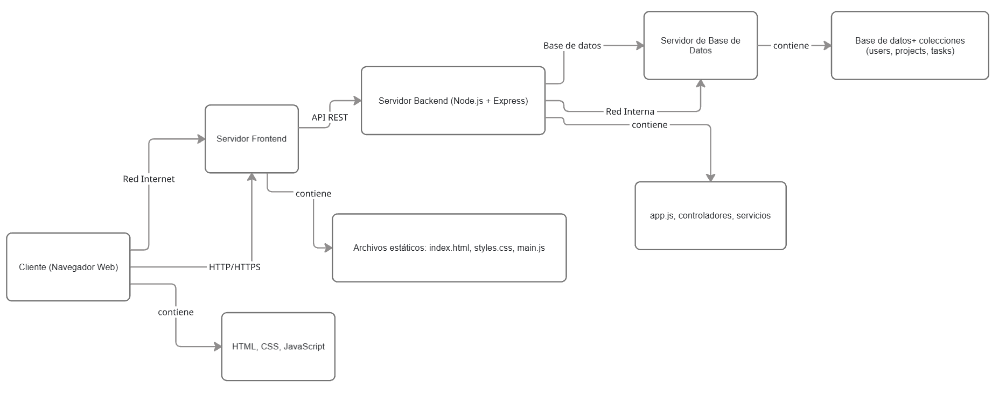 Base de datos
Servidor de Base de
Datos
contiene
Base de datos+ colecciones
(users, projects, tasks)
Servidor Backend (Node.js + Express)
Red Interna
contiene
API REST
Servidor Frontend
Red Internet
contiene
app.js, controladores, servicios
Archivos estáticos: index.html, styles.css, main.js
Cliente (Navegador Web)
HTTP/HTTPS
contiene
HTML, CSS, JavaScript